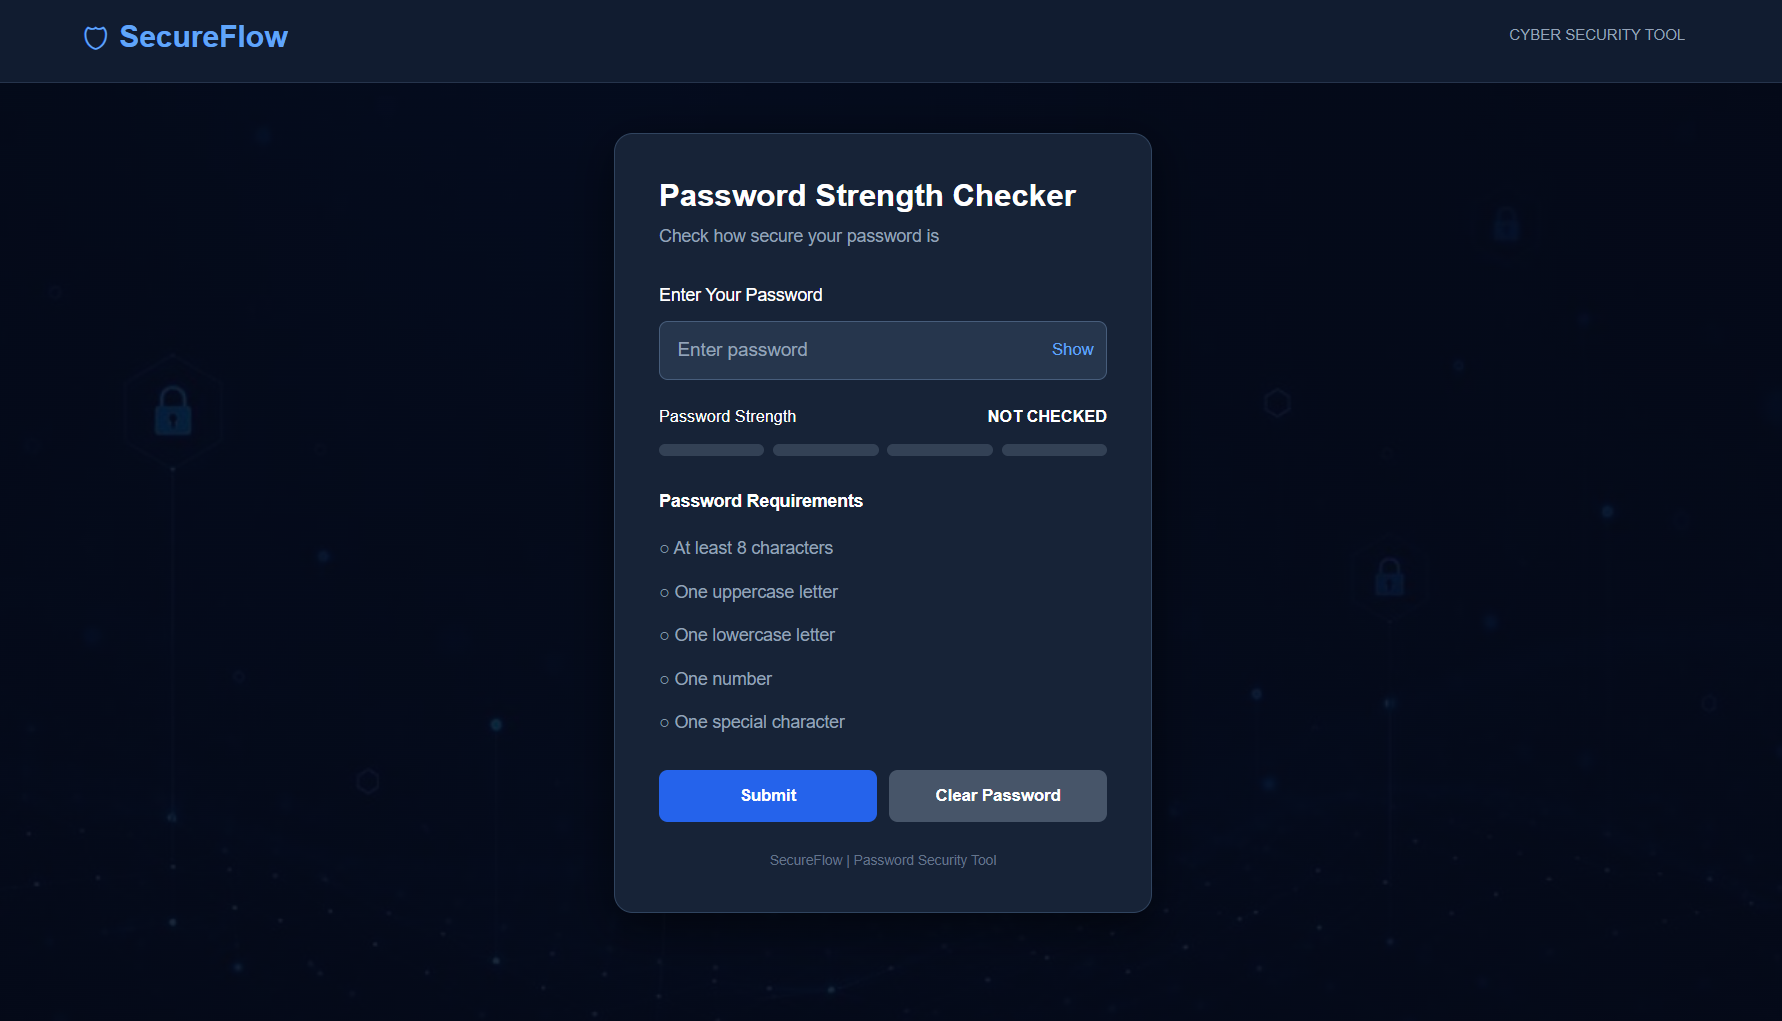 SecureFlow
CYBER SECURITY TOOL
Password Strength Checker
Check how secure your password is
Enter Your Password
Enter password
Show
Password Strength
NOT CHECKED
Password Requirements
○ At least 8 characters
○ One uppercase letter
○ One lowercase letter
○ One number
○ One special character
Submit
Clear Password
SecureFlow | Password Security Tool